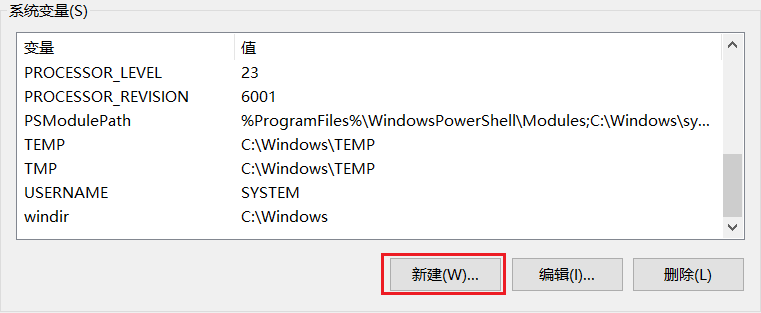 系统变量(S)
变量 值
PROCESSOR_LEVEL 23
PROCESSOR_REVISION 6001
PSModulePath %ProgramFiles%\WindowsPowerShell\Modules;C:\Windows\sy...
TEMP C:\Windows\TEMP
TMP C:\Windows\TEMP
USERNAME SYSTEM
windir C:\Windows
新建(W)... 编辑(I)... 删除(L)